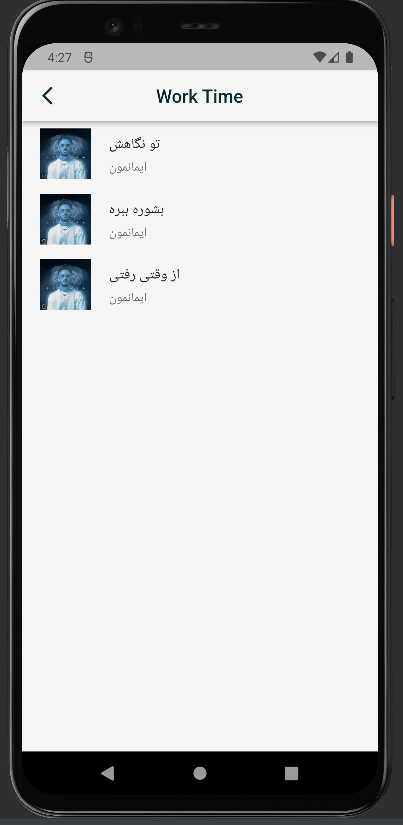 4:27
Work Time
تو نگاهش
ایمانمون
بشوره ببره
ایمانمون
از وقتی رفتی
ایمانمون